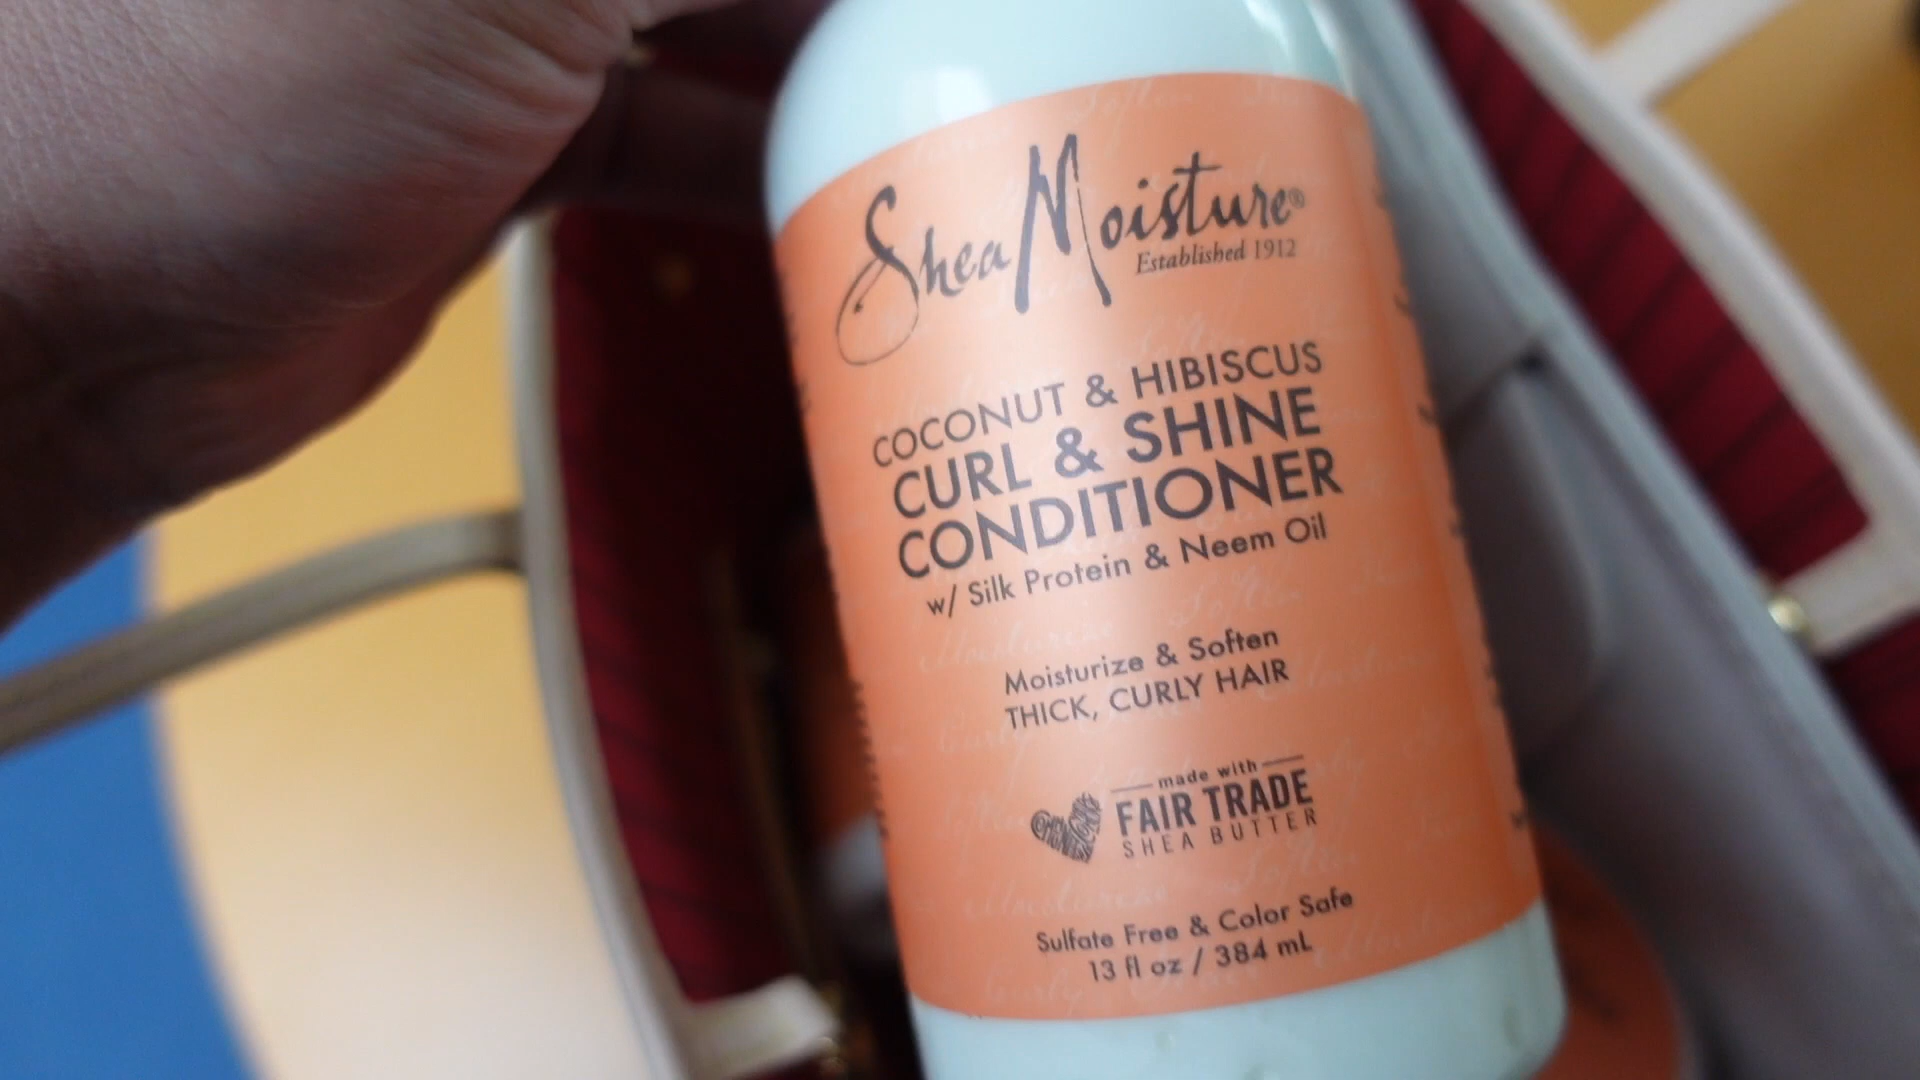 SheaMoisture®
Established 1912
COCONUT & HIBISCUS
CURL & SHINE
CONDITIONER
w/ Silk Protein & Neem Oil
Moisturize & Soften
THICK, CURLY HAIR
made with
FAIR TRADE
SHEA BUTTER
Sulfate Free & Color Safe
13 fl oz / 384 mL